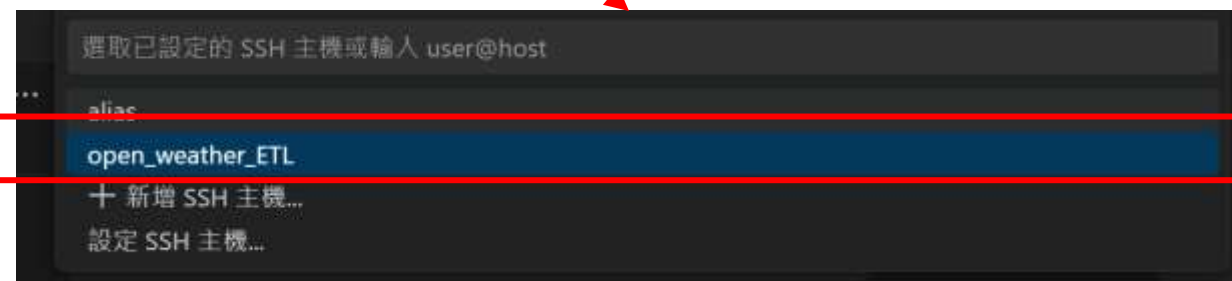 選取已設定的 SSH 主機或輸入 user@host
...
alias
open_weather_ETL
＋ 新增 SSH 主機...
設定 SSH 主機...